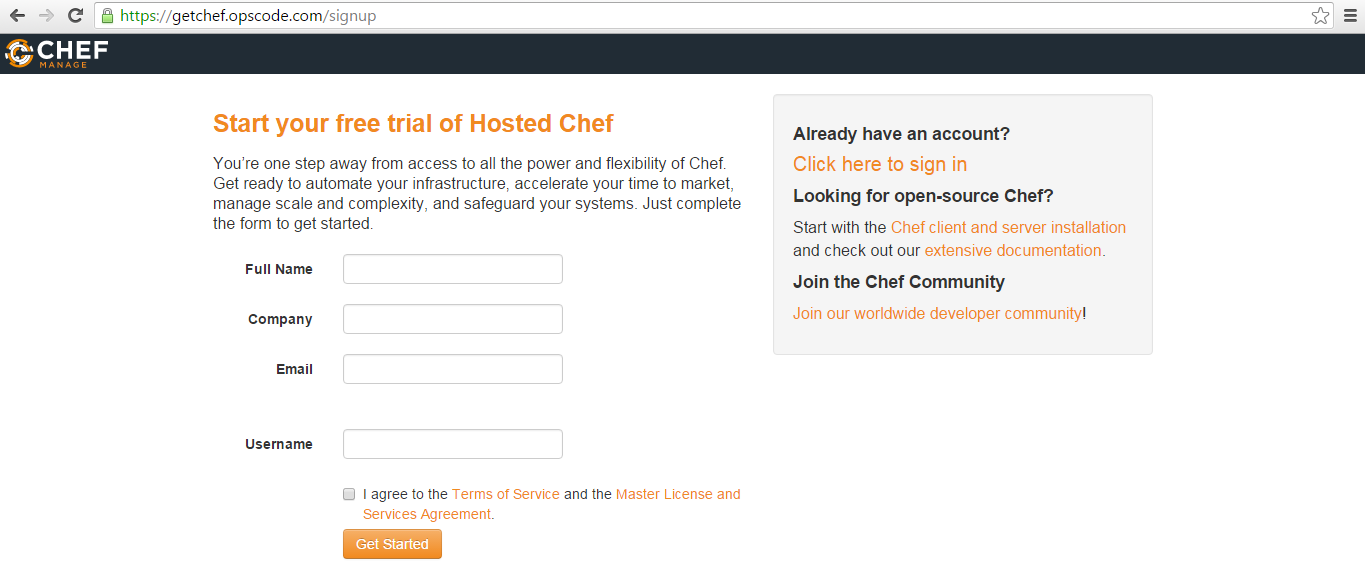 https://getchef.opscode.com/signup
CHEF
MANAGE
Start your free trial of Hosted Chef
You're one step away from access to all the power and flexibility of Chef.
Get ready to automate your infrastructure, accelerate your time to market,
manage scale and complexity, and safeguard your systems. Just complete
the form to get started.
Full Name
Company
Email
Username
I agree to the Terms of Service and the Master License and
Services Agreement.
Get Started
Already have an account?
Click here to sign in
Looking for open-source Chef?
Start with the Chef client and server installation
and check out our extensive documentation.
Join the Chef Community
Join our worldwide developer community!